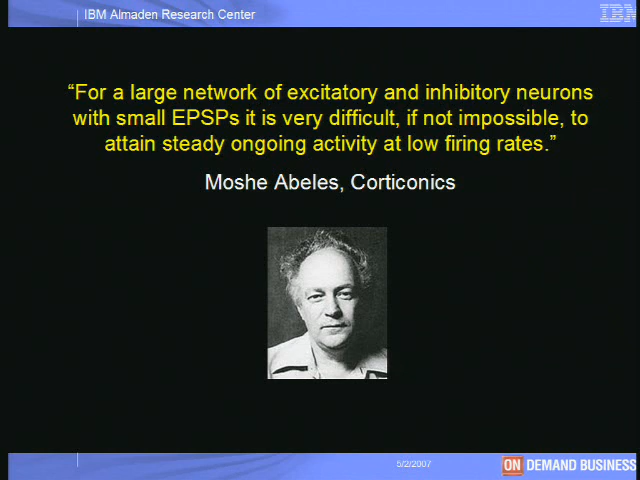 IBM Almaden Research Center
IBM
“For a large network of excitatory and inhibitory neurons
with small EPSPs it is very difficult, if not impossible, to
attain steady ongoing activity at low firing rates.”
Moshe Abeles, Corticonics
5/2/2007
ON DEMAND BUSINESS